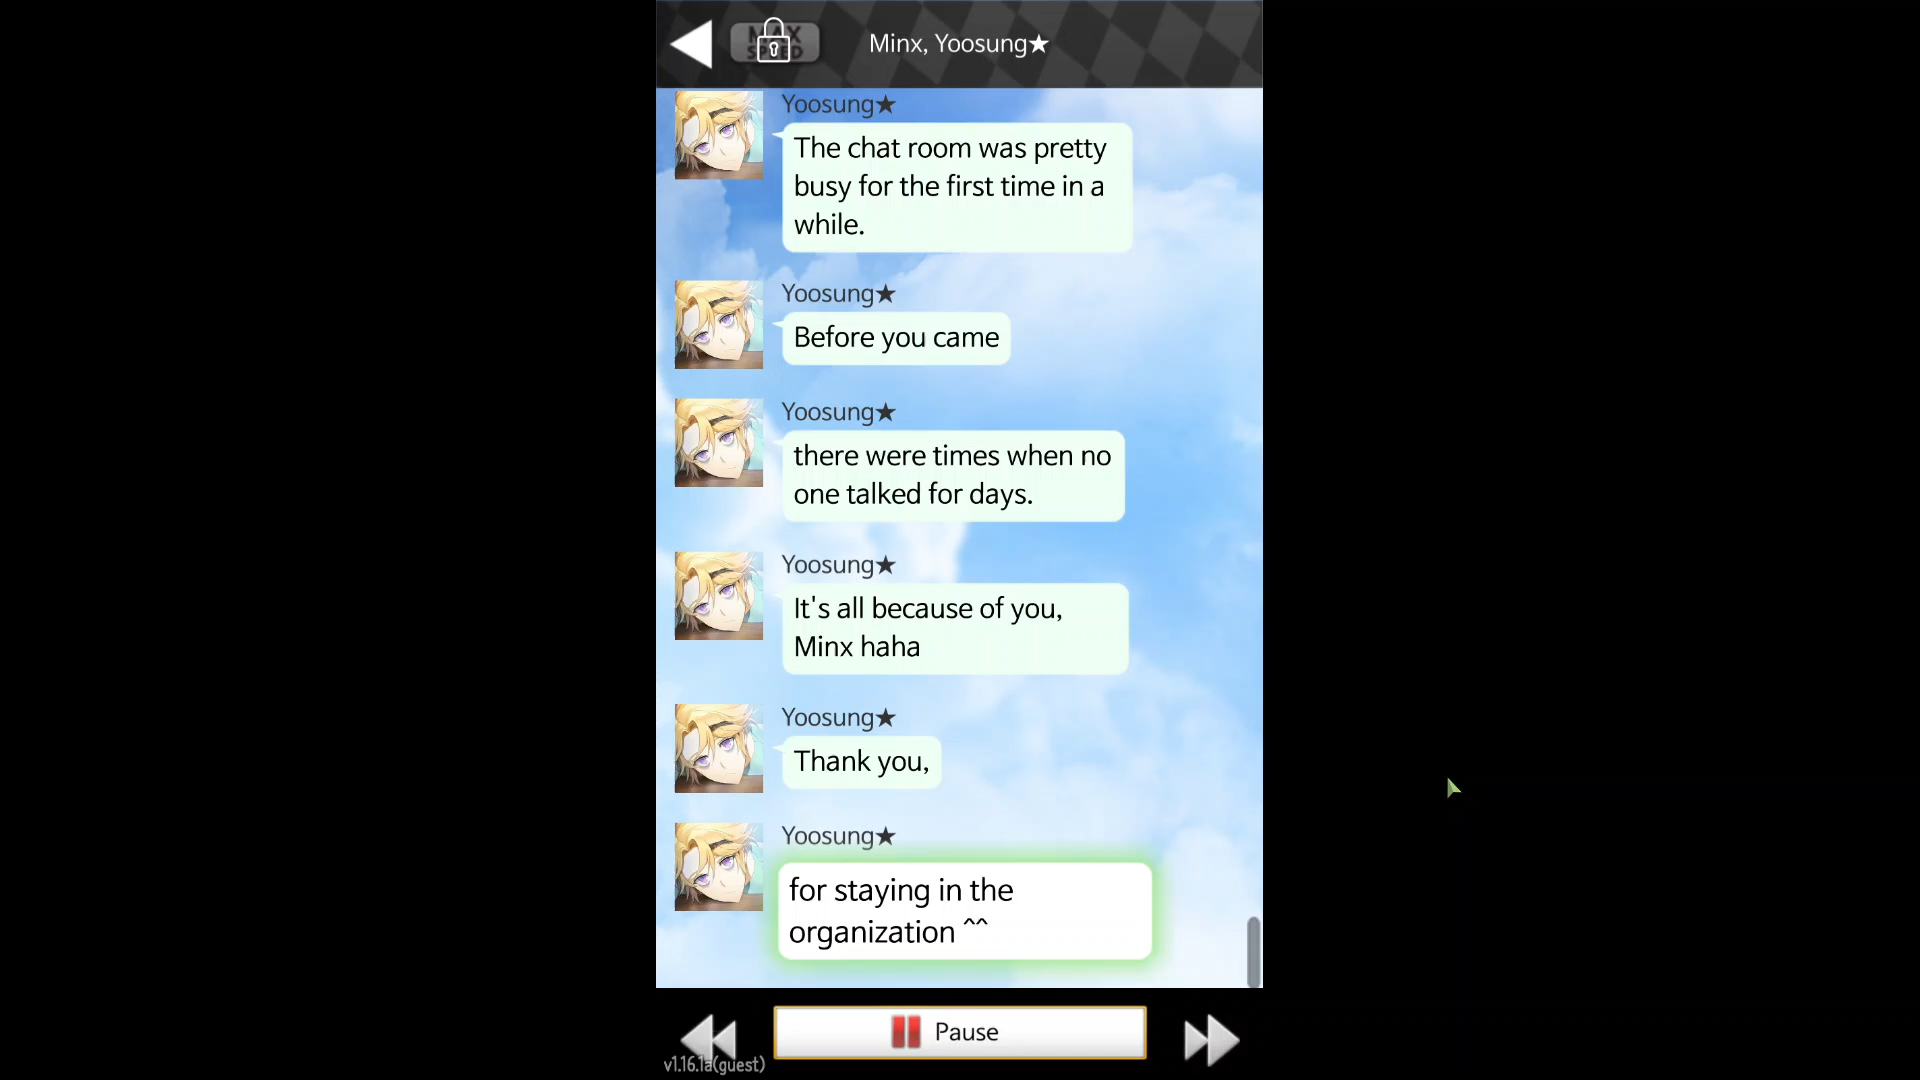 MAX
SPEED
Minx, Yoosung★
Yoosung★
The chat room was pretty
busy for the first time in a
while.
Yoosung★
Before you came
Yoosung★
there were times when no
one talked for days.
Yoosung★
It's all because of you,
Minx haha
Yoosung★
Thank you,
Yoosung★
for staying in the
organization ^^
Pause
v1.16.1a(guest)